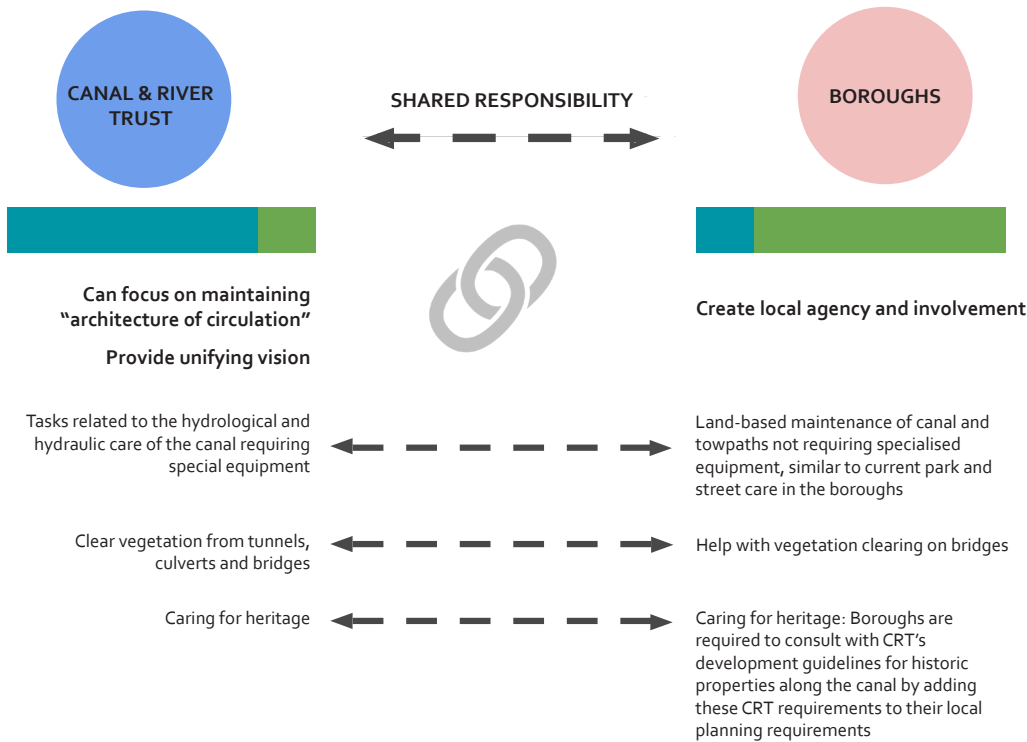 CANAL & RIVER
TRUST
SHARED RESPONSIBILITY
BOROUGHS
Can focus on maintaining
“architecture of circulation”
Provide unifying vision
Create local agency and involvement
Tasks related to the hydrological and
hydraulic care of the canal requiring
special equipment
Land-based maintenance of canal and
towpaths not requiring specialised
equipment, similar to current park and
street care in the boroughs
Clear vegetation from tunnels,
culverts and bridges
Help with vegetation clearing on bridges
Caring for heritage
Caring for heritage: Boroughs are
required to consult with CRT’s
development guidelines for historic
properties along the canal by adding
these CRT requirements to their local
planning requirements